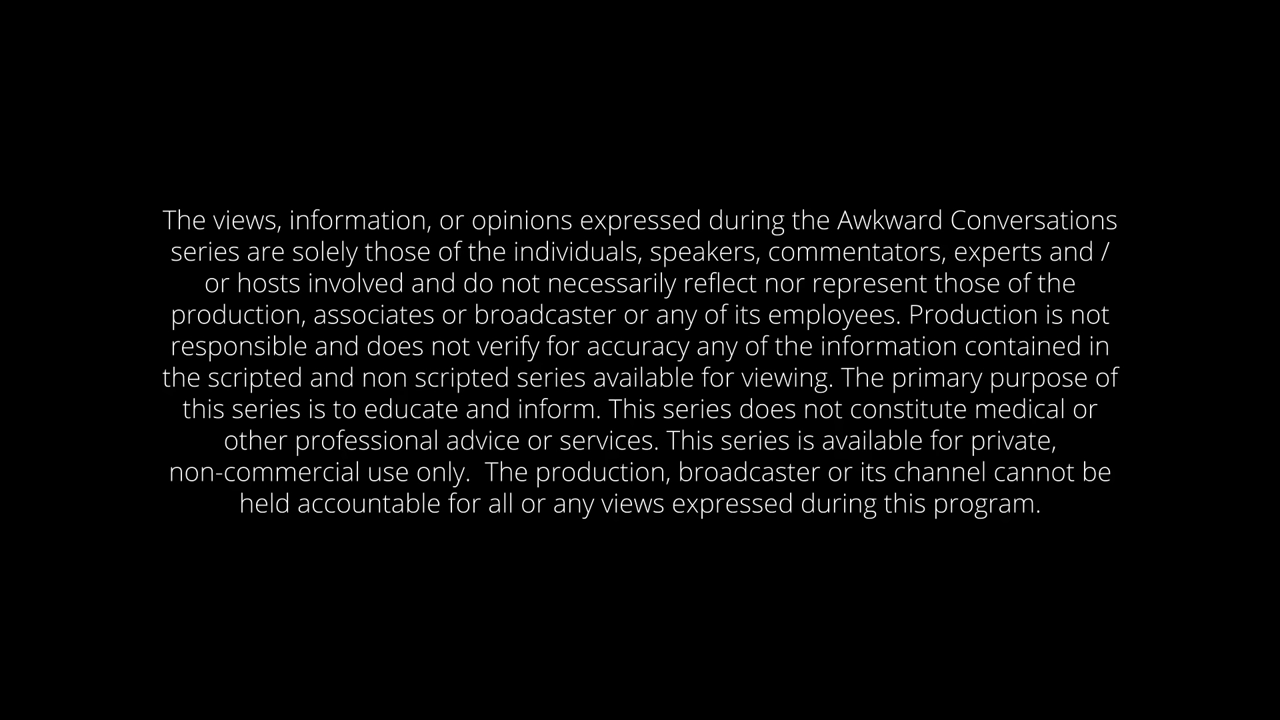 The views, information, or opinions expressed during the Awkward Conversations
series are solely those of the individuals, speakers, commentators, experts and /
or hosts involved and do not necessarily reflect nor represent those of the
production, associates or broadcaster or any of its employees. Production is not
responsible and does not verify for accuracy any of the information contained in
the scripted and non scripted series available for viewing. The primary purpose of
this series is to educate and inform. This series does not constitute medical or
other professional advice or services. This series is available for private,
non-commercial use only.  The production, broadcaster or its channel cannot be
held accountable for all or any views expressed during this program.